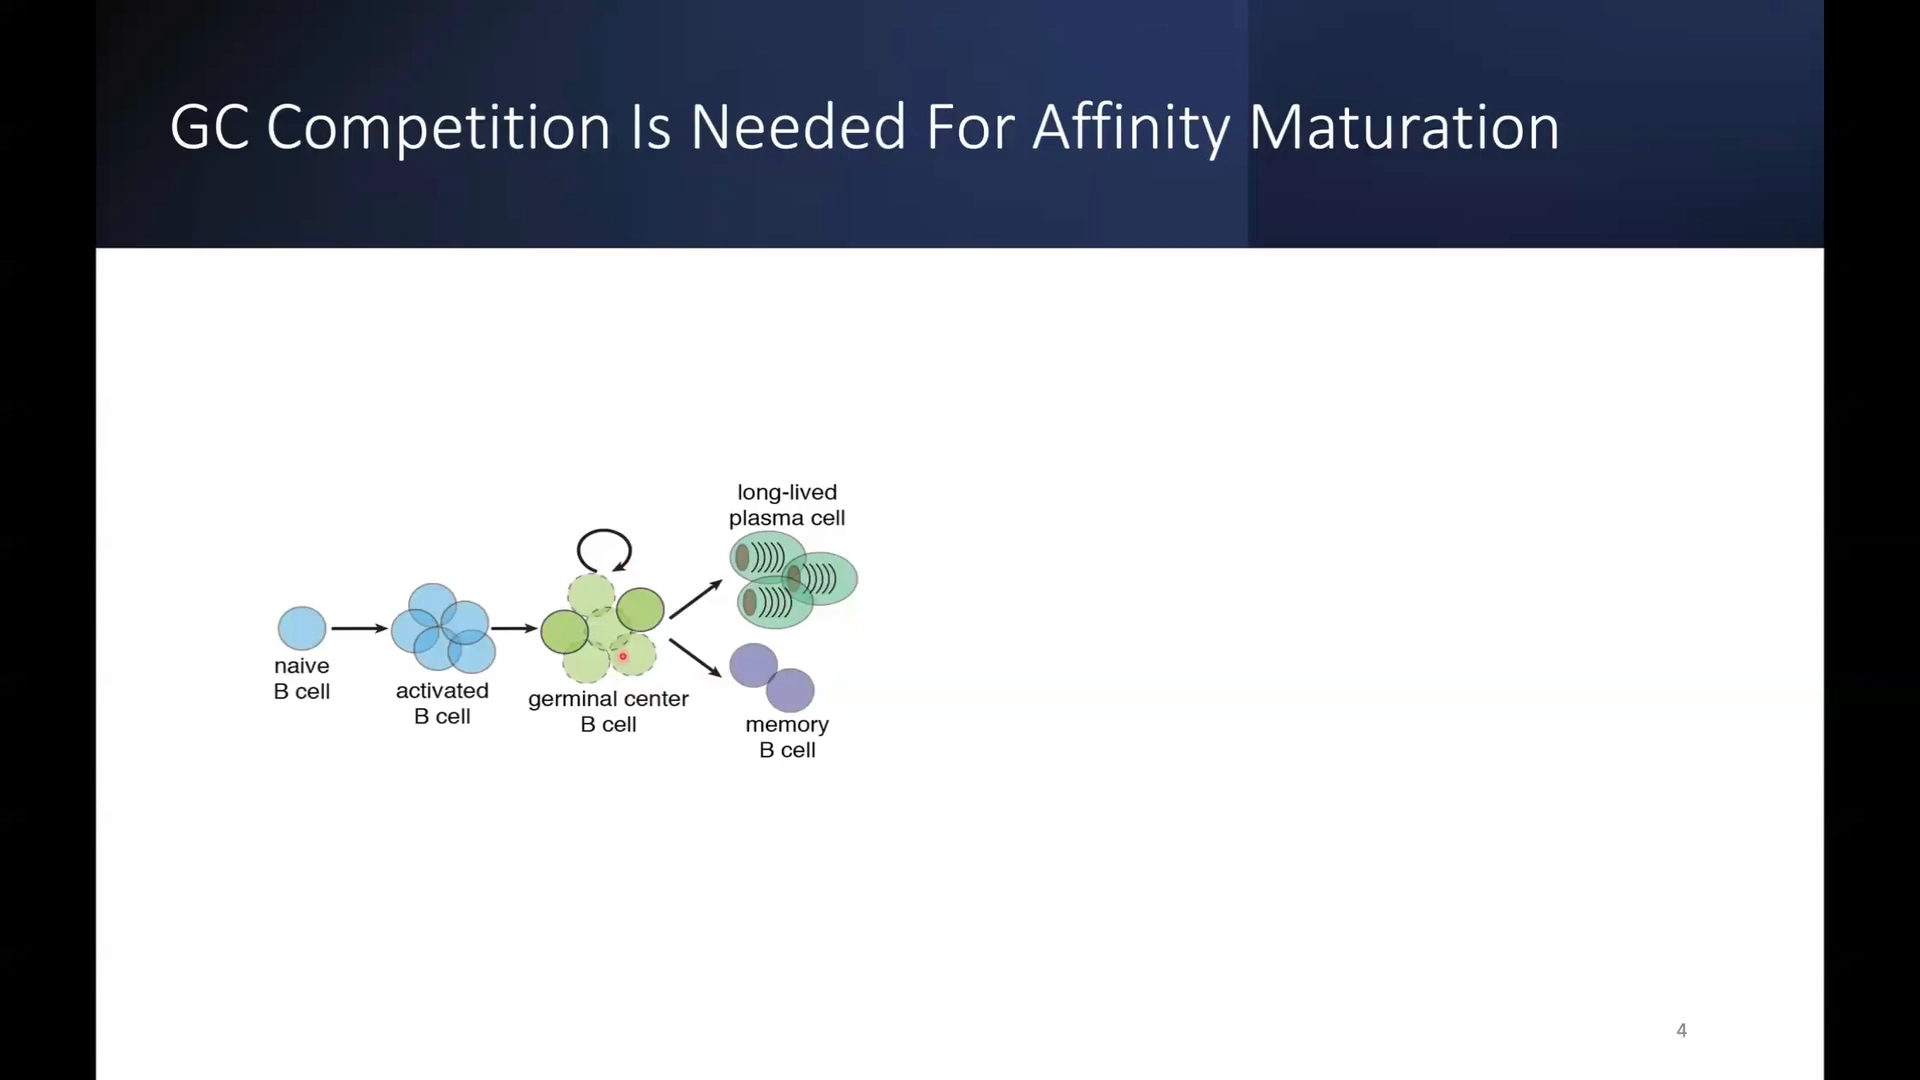 GC Competition Is Needed For Affinity Maturation
long-lived
plasma cell
naive
B cell
activated
B cell
germinal center
B cell
memory
B cell
4